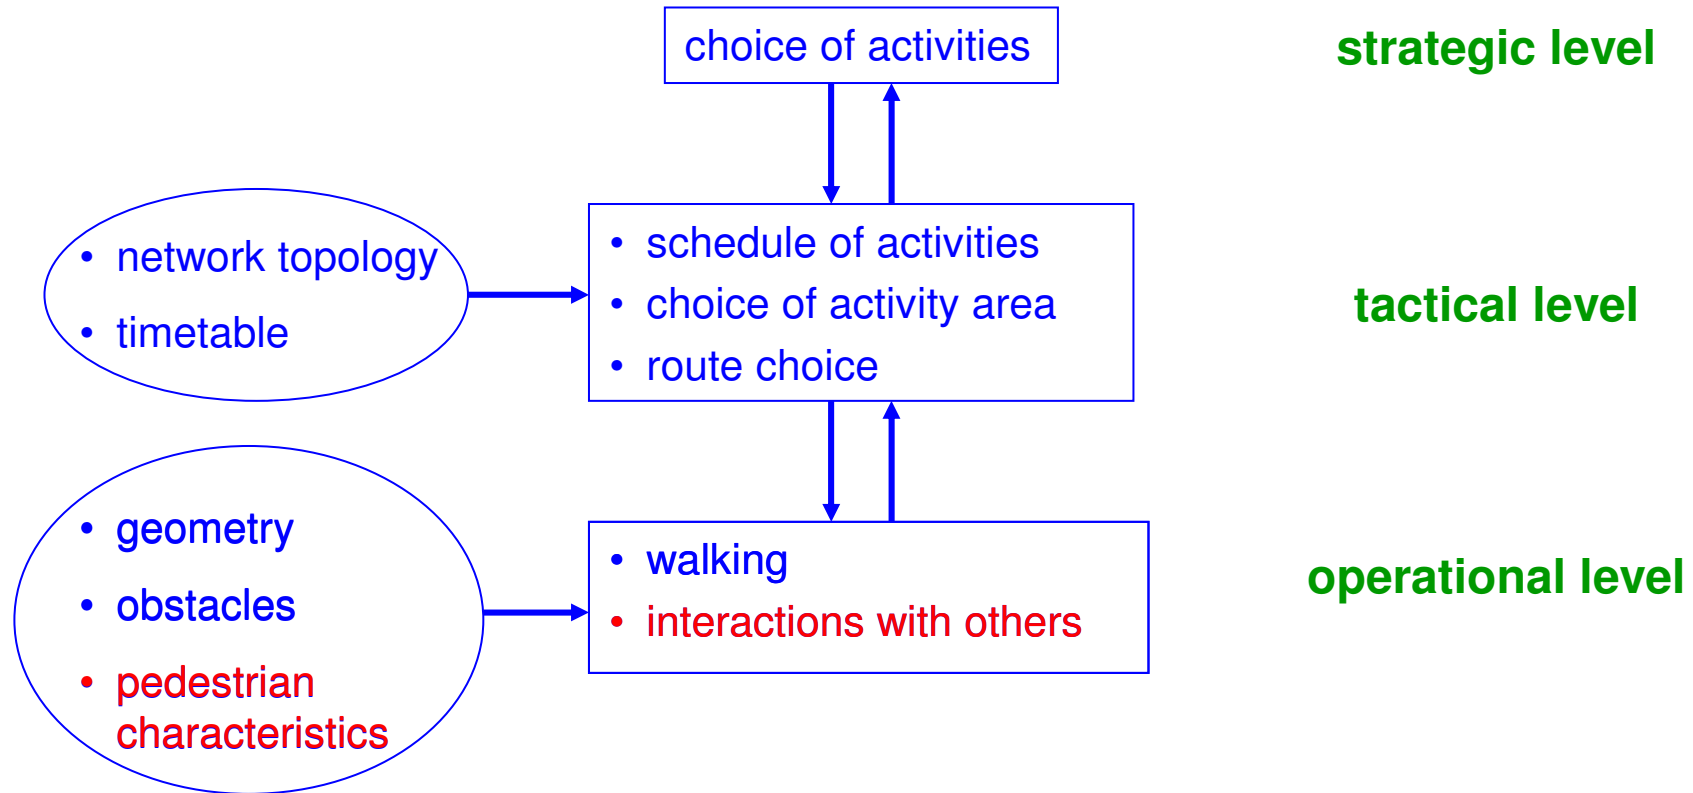 choice of activities
strategic level
• network topology
• timetable
• schedule of activities
• choice of activity area
• route choice
tactical level
• geometry
• obstacles
• pedestrian
characteristics
• walking
• interactions with others
operational level